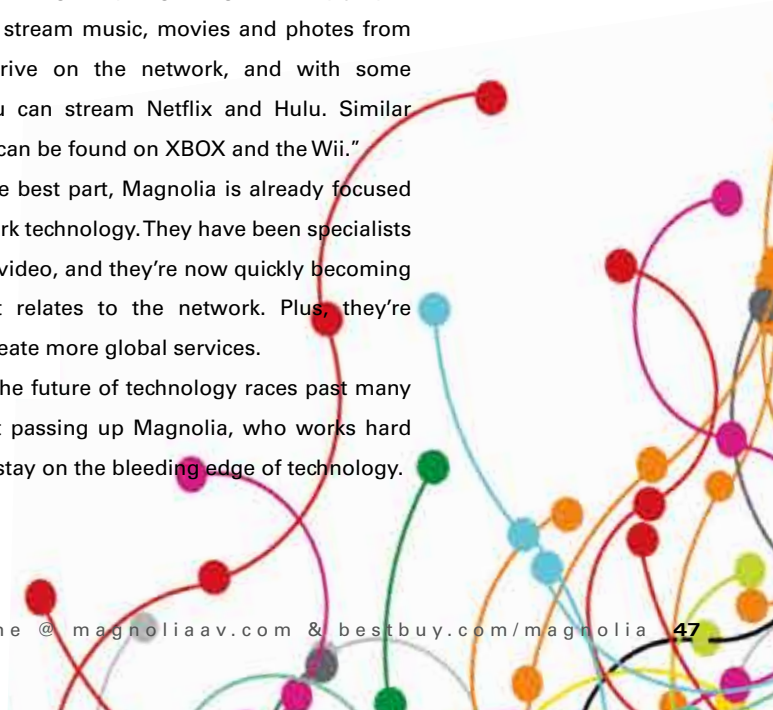 stream music, movies and photos from
rive on the network, and with some
u can stream Netflix and Hulu. Similar
can be found on XBOX and the Wii.”
e best part, Magnolia is already focused
rk technology. They have been specialists
video, and they’re now quickly becoming
t relates to the network. Plus, they’re
eate more global services.
he future of technology races past many
t passing up Magnolia, who works hard
stay on the bleeding edge of technology.
ne @ magnoliaav.com & bestbuy.com/magnolia 47